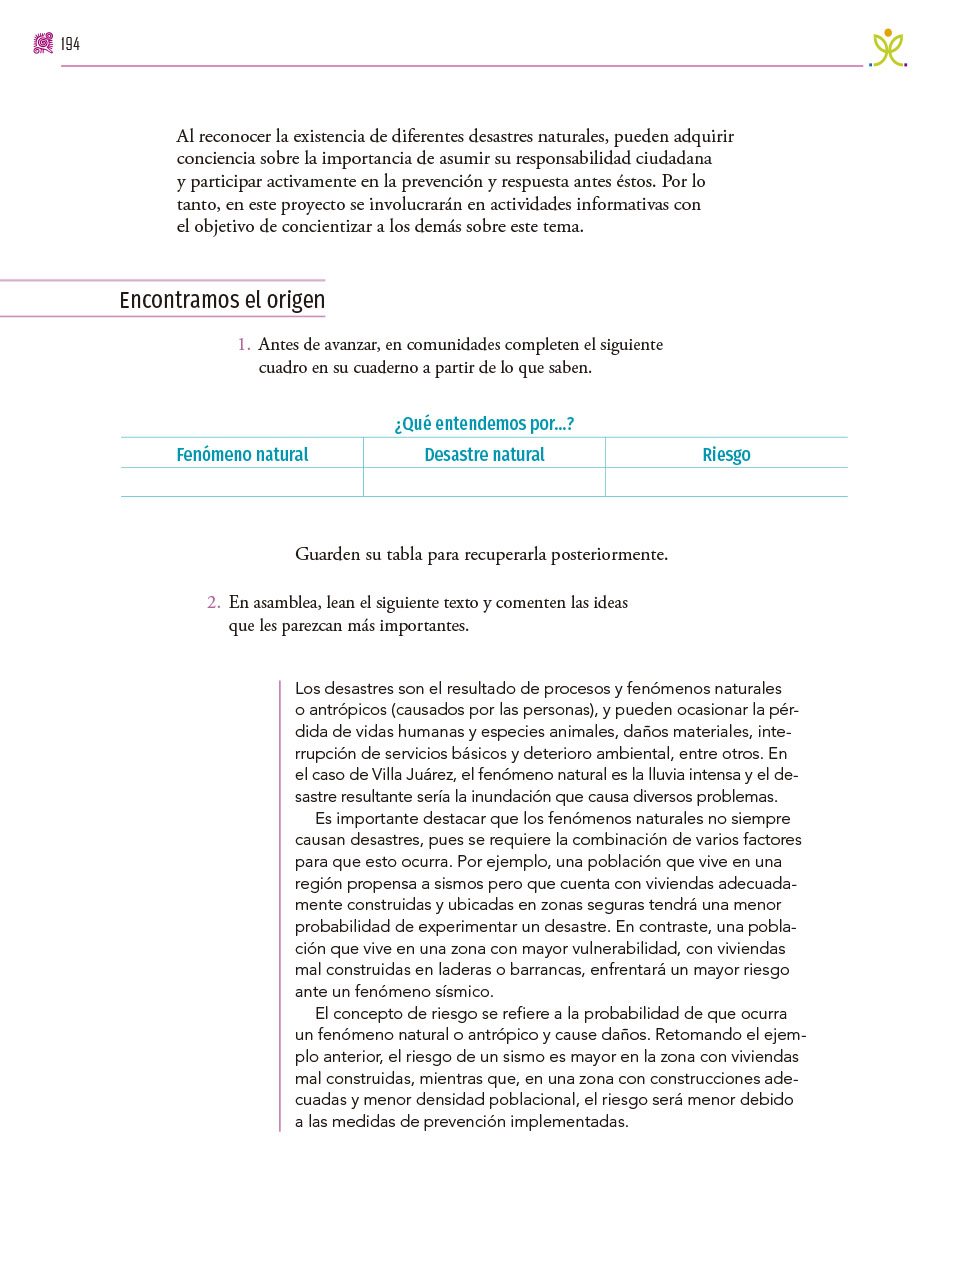 194
Al reconocer la existencia de diferentes desastres naturales, pueden adquirir
conciencia sobre la importancia de asumir su responsabilidad ciudadana
y participar activamente en la prevención y respuesta antes éstos. Por lo
tanto, en este proyecto se involucrarán en actividades informativas con
el objetivo de concientizar a los demás sobre este tema.
Encontramos el origen
1. Antes de avanzar, en comunidades completen el siguiente
cuadro en su cuaderno a partir de lo que saben.
¿Qué entendemos por...?
Fenómeno natural Desastre natural Riesgo
Guarden su tabla para recuperarla posteriormente.
2. En asamblea, lean el siguiente texto y comenten las ideas
que les parezcan más importantes.
Los desastres son el resultado de procesos y fenómenos naturales
o antrópicos (causados por las personas), y pueden ocasionar la pér-
dida de vidas humanas y especies animales, daños materiales, inte-
rrupción de servicios básicos y deterioro ambiental, entre otros. En
el caso de Villa Juárez, el fenómeno natural es la lluvia intensa y el de-
sastre resultante sería la inundación que causa diversos problemas.
Es importante destacar que los fenómenos naturales no siempre
causan desastres, pues se requiere la combinación de varios factores
para que esto ocurra. Por ejemplo, una población que vive en una
región propensa a sismos pero que cuenta con viviendas adecuada-
mente construidas y ubicadas en zonas seguras tendrá una menor
probabilidad de experimentar un desastre. En contraste, una pobla-
ción que vive en una zona con mayor vulnerabilidad, con viviendas
mal construidas en laderas o barrancas, enfrentará un mayor riesgo
ante un fenómeno sísmico.
El concepto de riesgo se refiere a la probabilidad de que ocurra
un fenómeno natural o antrópico y cause daños. Retomando el ejem-
plo anterior, el riesgo de un sismo es mayor en la zona con viviendas
mal construidas, mientras que, en una zona con construcciones ade-
cuadas y menor densidad poblacional, el riesgo será menor debido
a las medidas de prevención implementadas.